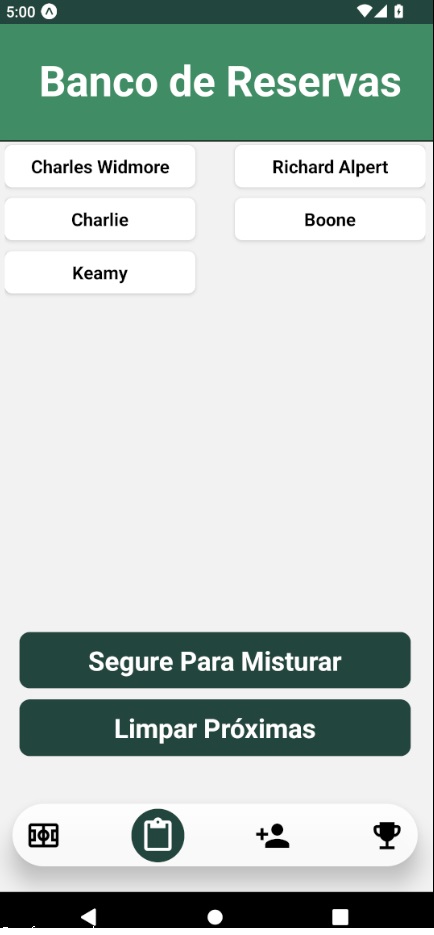 5:00
Banco de Reservas
Charles Widmore
Richard Alpert
Charlie
Boone
Keamy
Segure Para Misturar
Limpar Próximas